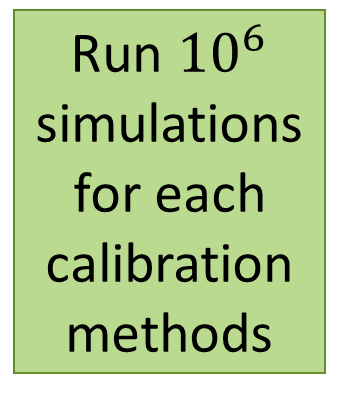 Run 10⁶
simulations
for each
calibration
methods